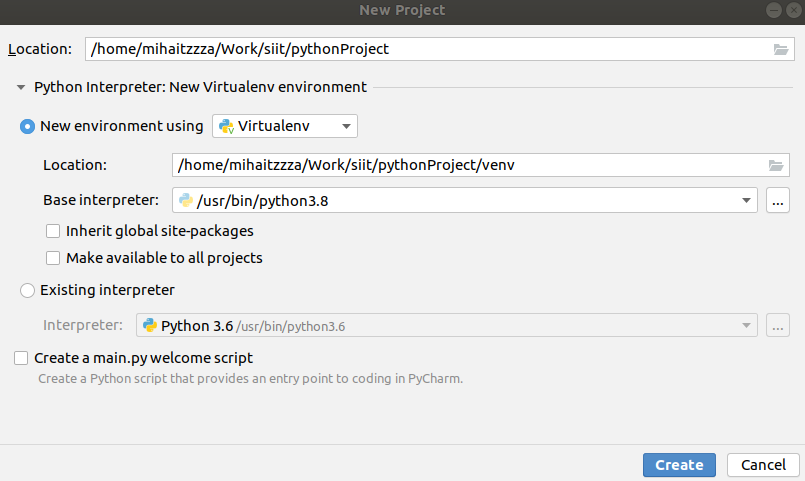 New Project
Location: /home/mihaitzzza/Work/siit/pythonProject
Python Interpreter: New Virtualenv environment
New environment using Virtualenv
Location: /home/mihaitzzza/Work/siit/pythonProject/venv
Base interpreter: /usr/bin/python3.8 ...
Inherit global site-packages
Make available to all projects
Existing interpreter
Interpreter: Python 3.6 /usr/bin/python3.6 ...
Create a main.py welcome script
Create a Python script that provides an entry point to coding in PyCharm.
Create Cancel